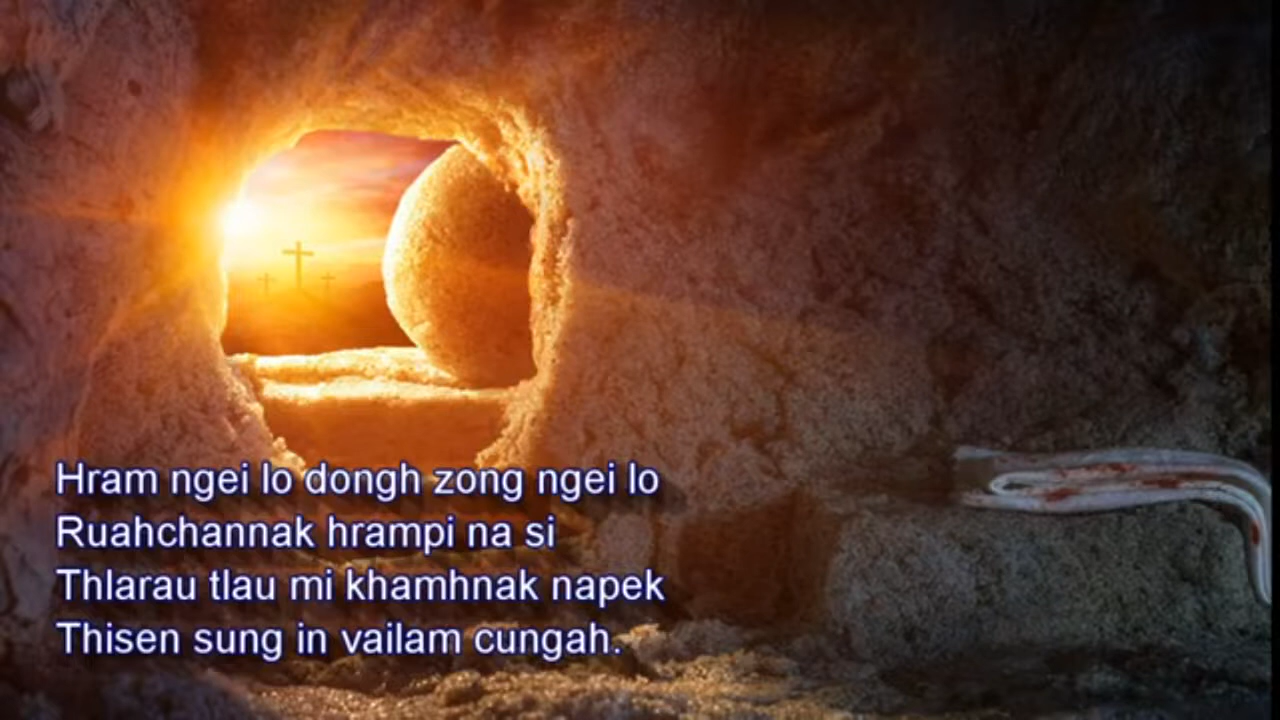 Hram ngei lo dongh zong ngei lo
Ruahchannak hrampi na si
Thlarau tlau mi khamhnak napek
Thisen sung in vailam cungah.